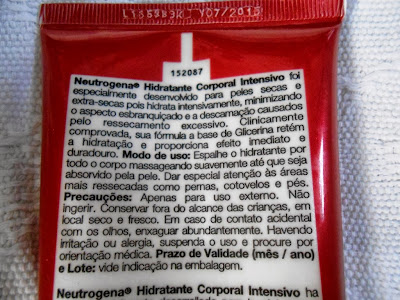 L1353B3R Y07/2015
152087
Neutrogena® Hidratante Corporal Intensivo foi
especialmente desenvolvido para peles secas e
extra-secas pois hidrata intensivamente, minimizando
o aspecto esbranquiçado e a descamação causados
pelo ressecamento excessivo. Clinicamente
comprovada, sua fórmula a base de Glicerina retém
a hidratação e proporciona efeito imediato e
duradouro. Modo de uso: Espalhe o hidratante por
todo o corpo massageando suavemente até que seja
absorvido pela pele. Dar especial atenção às áreas
mais ressecadas como pernas, cotovelos e pés.
Precauções: Apenas para uso externo. Não
ingerir. Conservar fora do alcance das crianças, em
local seco e fresco. Em caso de contato acidental
com os olhos, enxaguar abundantemente. Havendo
irritação ou alergia, suspenda o uso e procure por
orientação médica. Prazo de Validade (mês / ano)
e Lote: vide indicação na embalagem.
Neutrogena® Hidratante Corporal Intensivo ha